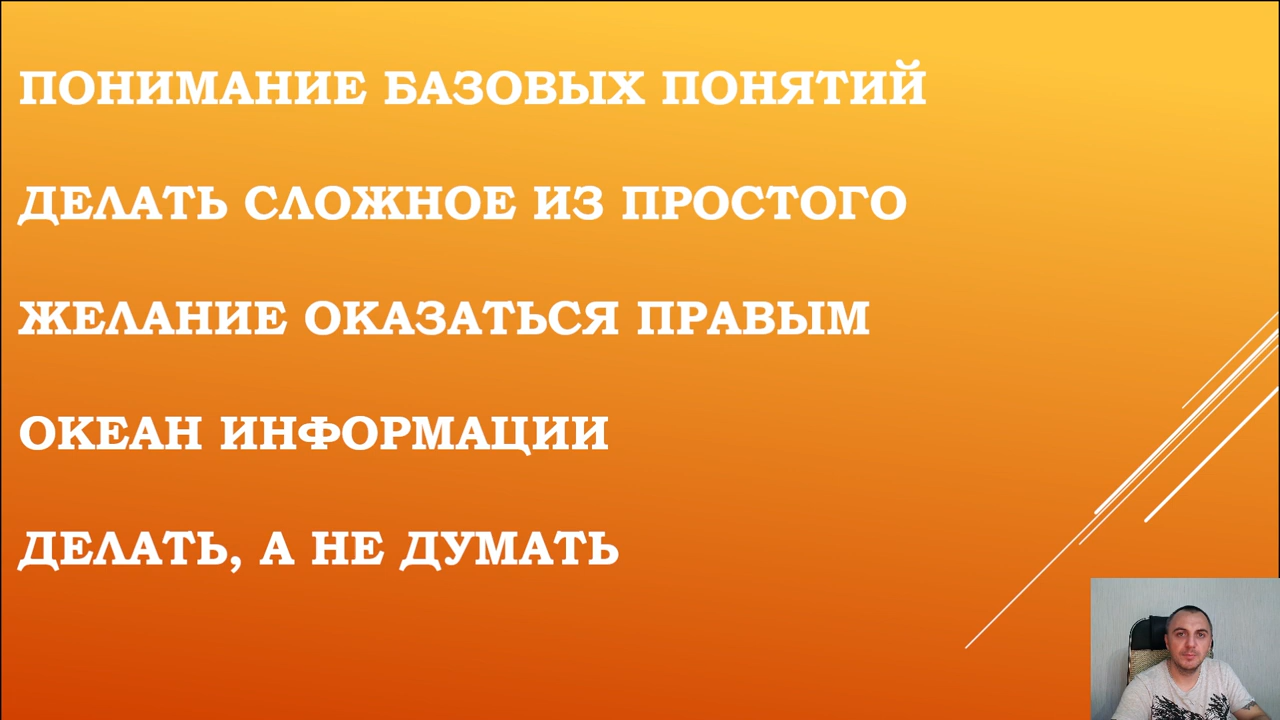 ПОНИМАНИЕ БАЗОВЫХ ПОНЯТИЙ
ДЕЛАТЬ СЛОЖНОЕ ИЗ ПРОСТОГО
ЖЕЛАНИЕ ОКАЗАТЬСЯ ПРАВЫМ
ОКЕАН ИНФОРМАЦИИ
ДЕЛАТЬ, А НЕ ДУМАТЬ